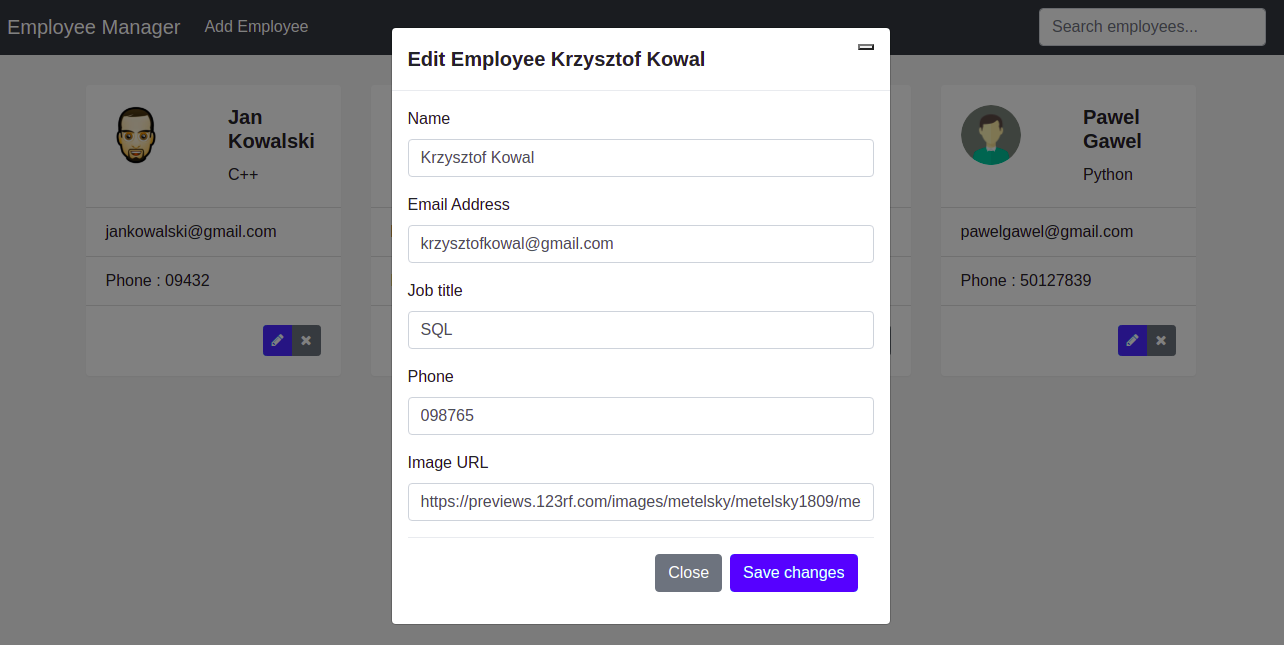 Employee Manager Add Employee Search employees...
Edit Employee Krzysztof Kowal
Name
Krzysztof Kowal
Email Address
krzysztofkowal@gmail.com
Job title
SQL
Phone
098765
Image URL
https://previews.123rf.com/images/metelsky/metelsky1809/me
Close Save changes
Jan
Kowalski
C++
jankowalski@gmail.com
Phone : 09432
Pawel
Gawel
Python
pawelgawel@gmail.com
Phone : 50127839